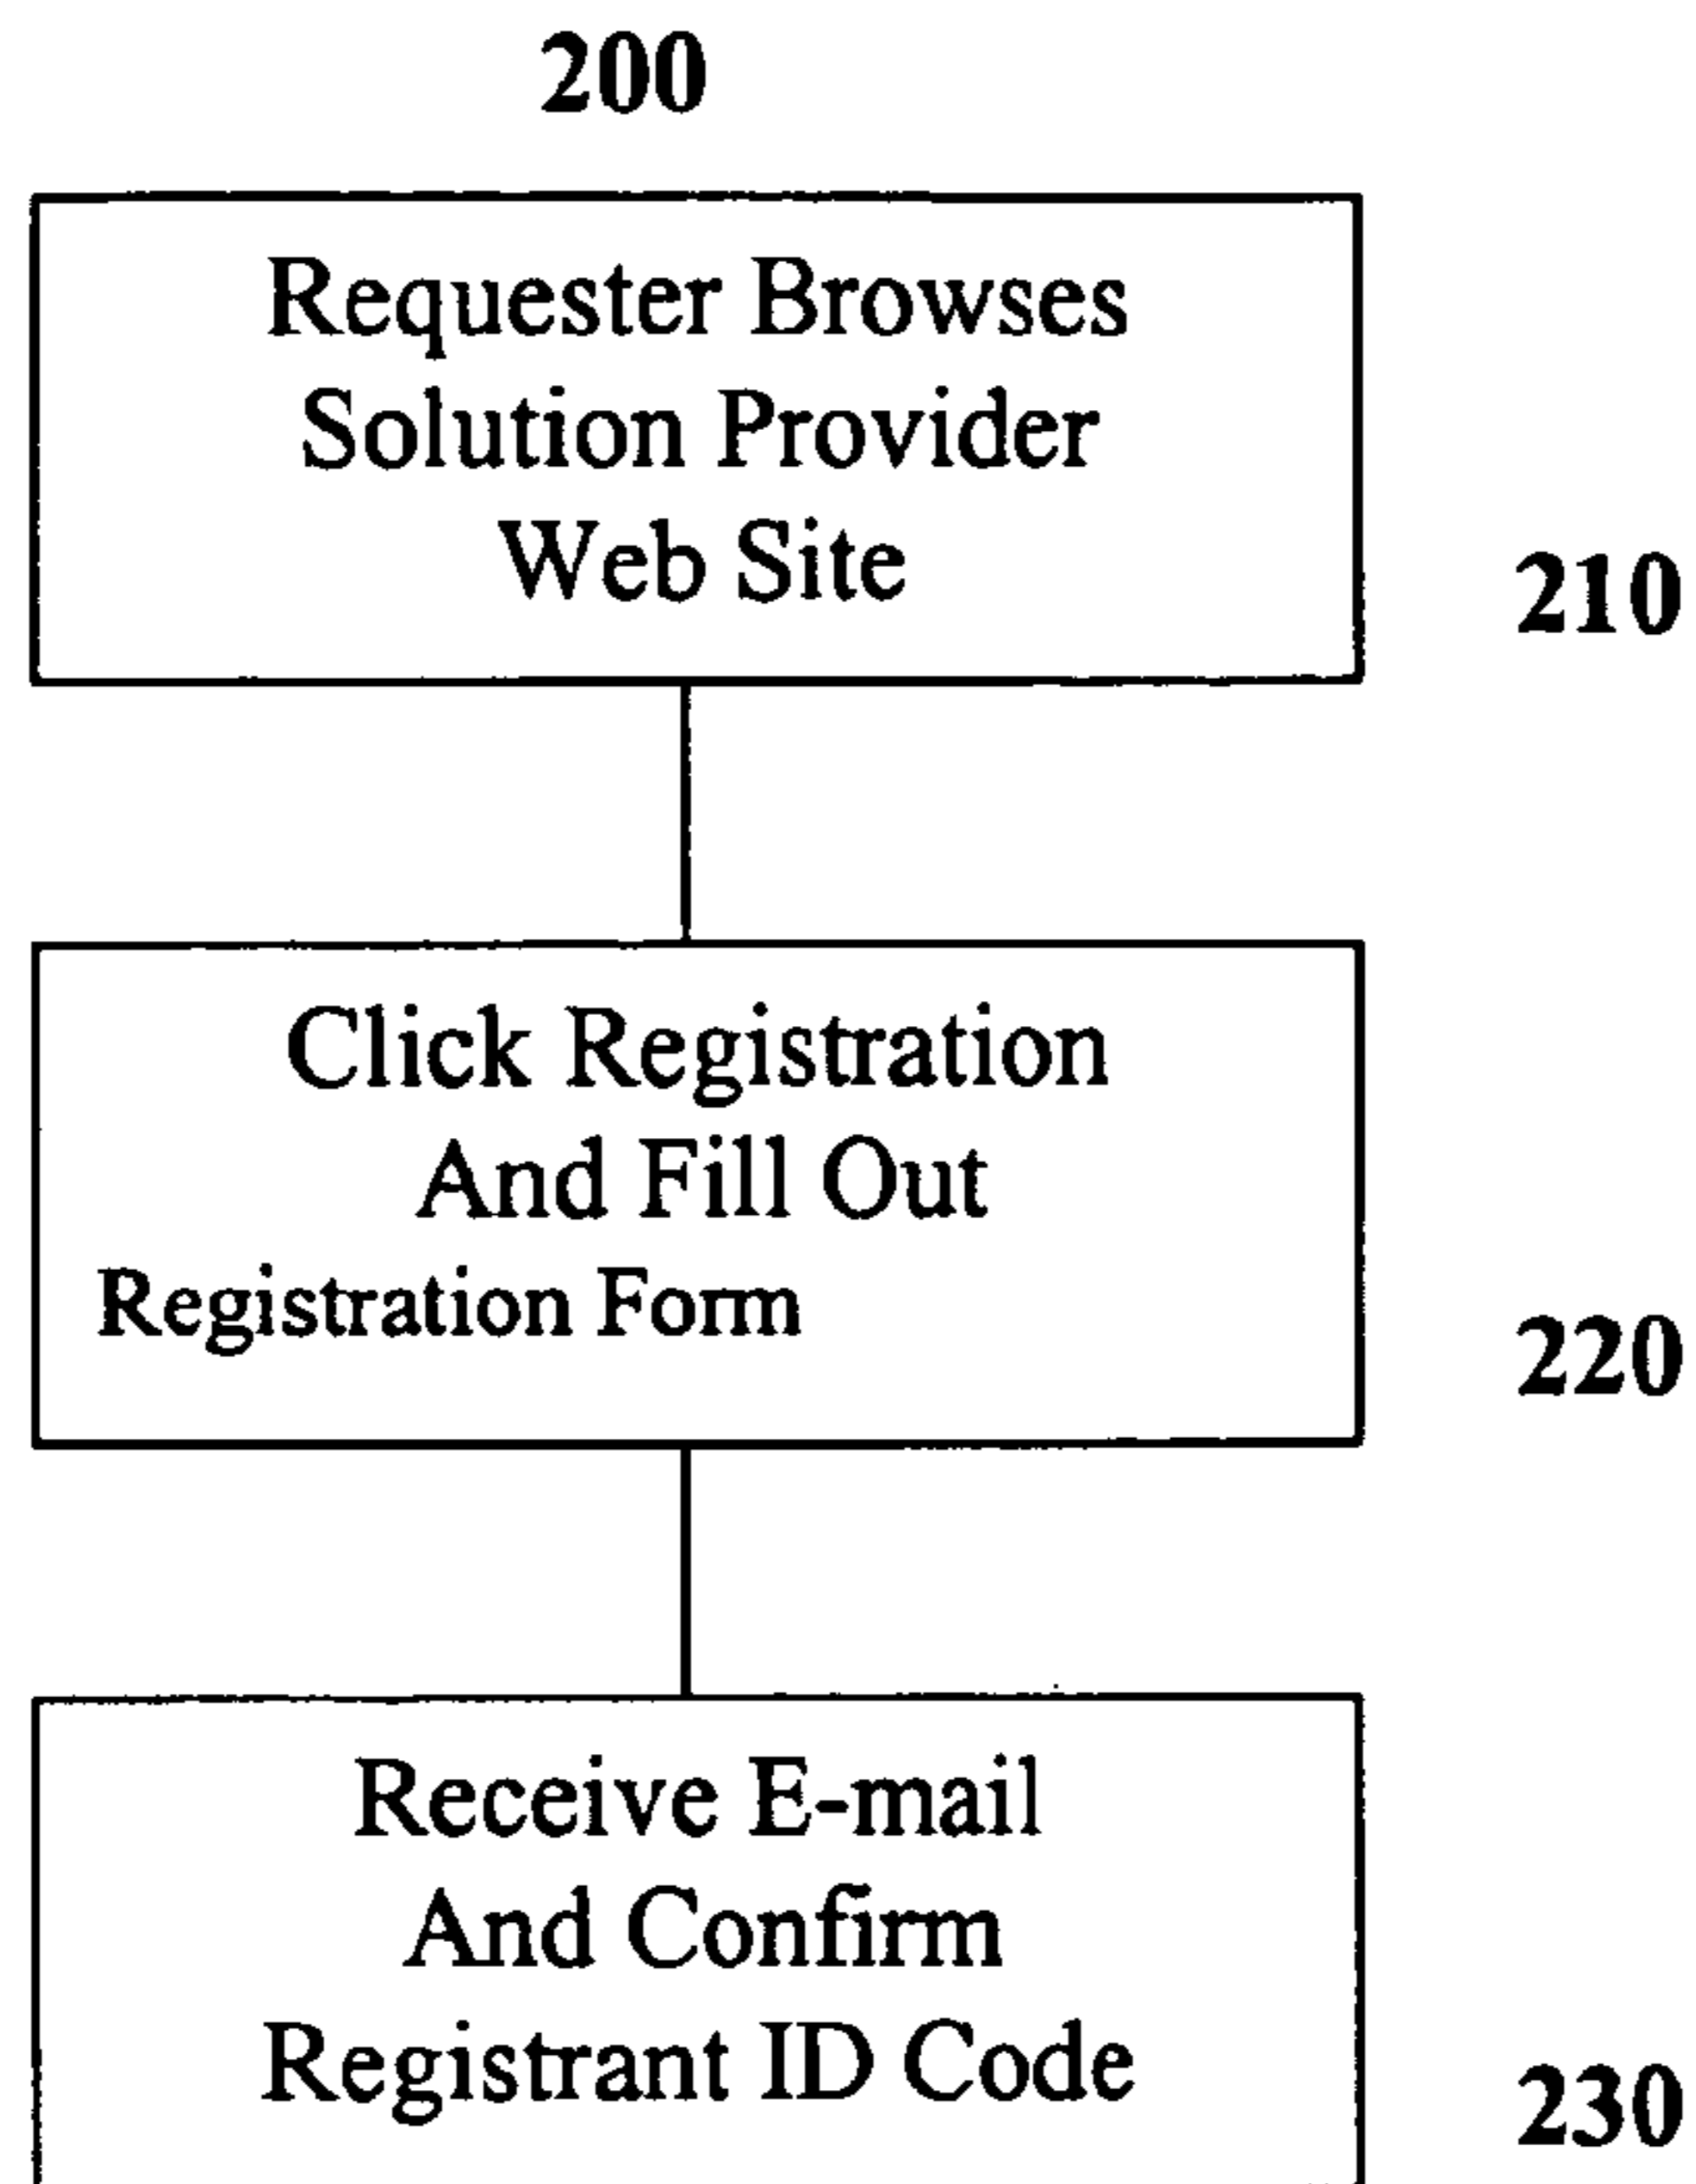 200
Requester Browses
Solution Provider
Web Site
210
Click Registration
And Fill Out
Registration Form
220
Receive E-mail
And Confirm
Registrant ID Code
230